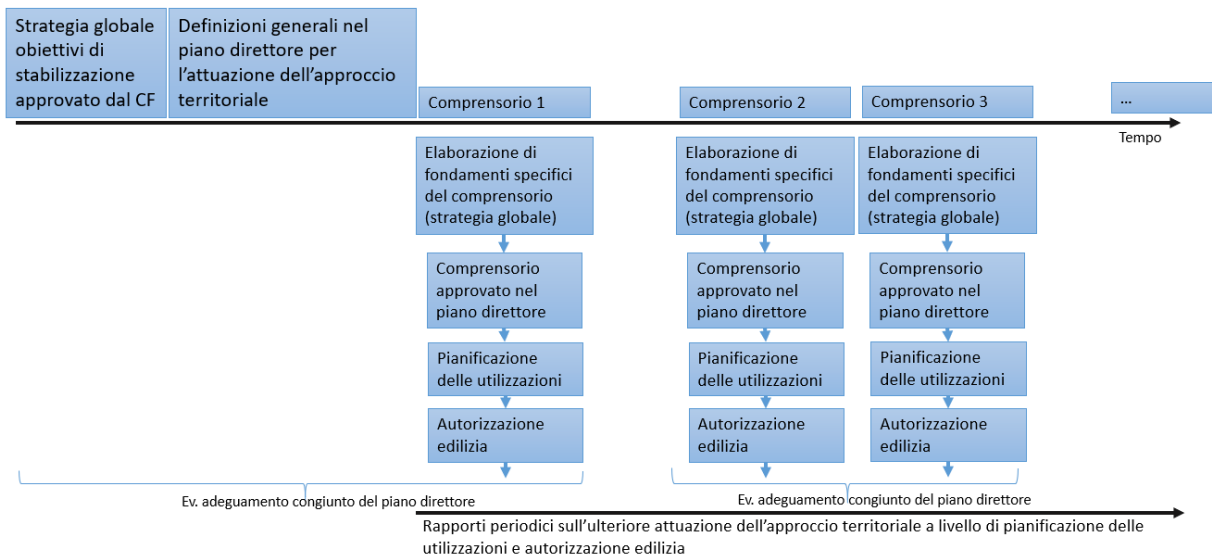 Strategia globale
obiettivi di
stabilizzazione
approvato dal CF
Definizioni generali nel
piano direttore per
l'attuazione dell'approccio
territoriale
Comprensorio 1
Comprensorio 2
Comprensorio 3
...
Tempo
Elaborazione di
fondamenti specifici
del comprensorio
(strategia globale)
Comprensorio
approvato nel
piano direttore
Pianificazione
delle utilizzazioni
Autorizzazione
edilizia
Elaborazione di
fondamenti specifici
del comprensorio
(strategia globale)
Comprensorio
approvato nel
piano direttore
Pianificazione
delle utilizzazioni
Autorizzazione
edilizia
Elaborazione di
fondamenti specifici
del comprensorio
(strategia globale)
Comprensorio
approvato nel
piano direttore
Pianificazione
delle utilizzazioni
Autorizzazione
edilizia
Ev. adeguamento congiunto del piano direttore
Ev. adeguamento congiunto del piano direttore
Rapporti periodici sull'ulteriore attuazione dell'approccio territoriale a livello di pianificazione delle
utilizzazioni e autorizzazione edilizia